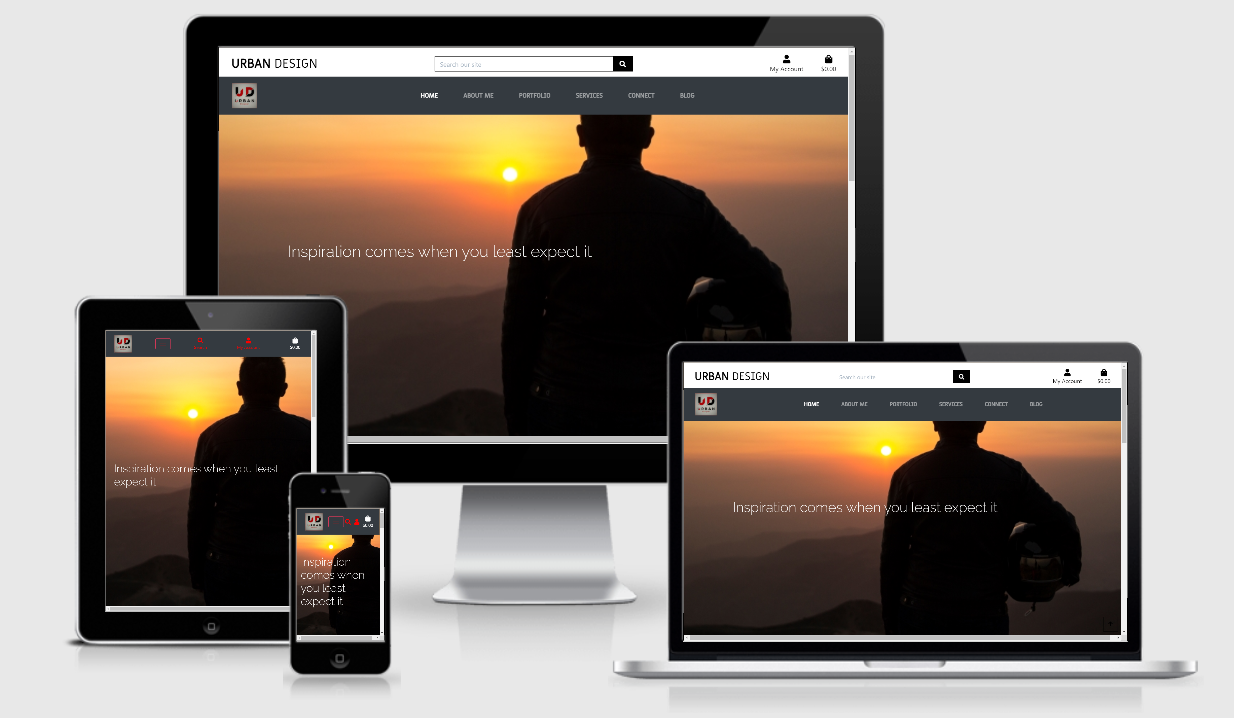 URBAN DESIGN
Search our site
My Account
$0.00
UD
URBAN
HOME
ABOUT ME
PORTFOLIO
SERVICES
CONNECT
BLOG
Inspiration comes when you least expect it
UD
URBAN
$0.00
Inspiration comes when you least
expect it
UD
URBAN
$0.00
Inspiration
comes when
you least
expect it
URBAN DESIGN
Search our site
My Account
$0.00
UD
URBAN
HOME
ABOUT ME
PORTFOLIO
SERVICES
CONNECT
BLOG
Inspiration comes when you least expect it